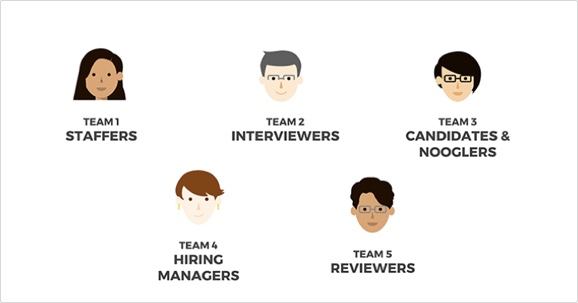 TEAM 1
STAFFERS
TEAM 2
INTERVIEWERS
TEAM 3
CANDIDATES &
NOOGLERS
TEAM 4
HIRING
MANAGERS
TEAM 5
REVIEWERS